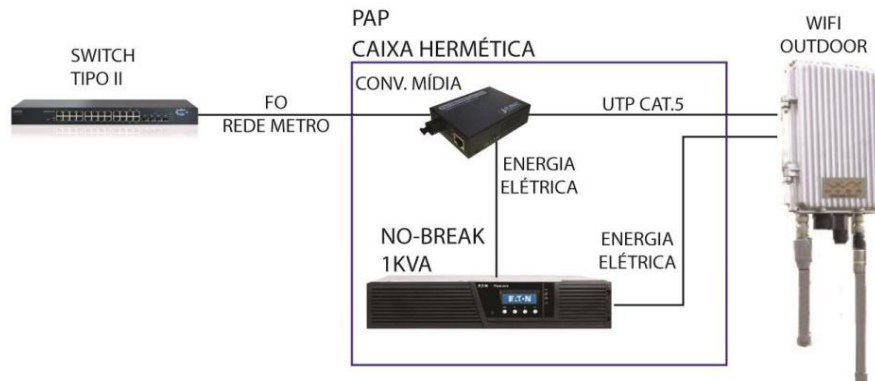 PAP
CAIXA HERMÉTICA
SWITCH
TIPO II
FO
REDE METRO
CONV. MÍDIA
UTP CAT.5
WIFI
OUTDOOR
ENERGIA
ELÉTRICA
NO-BREAK
1KVA
ENERGIA
ELÉTRICA
E·T·N